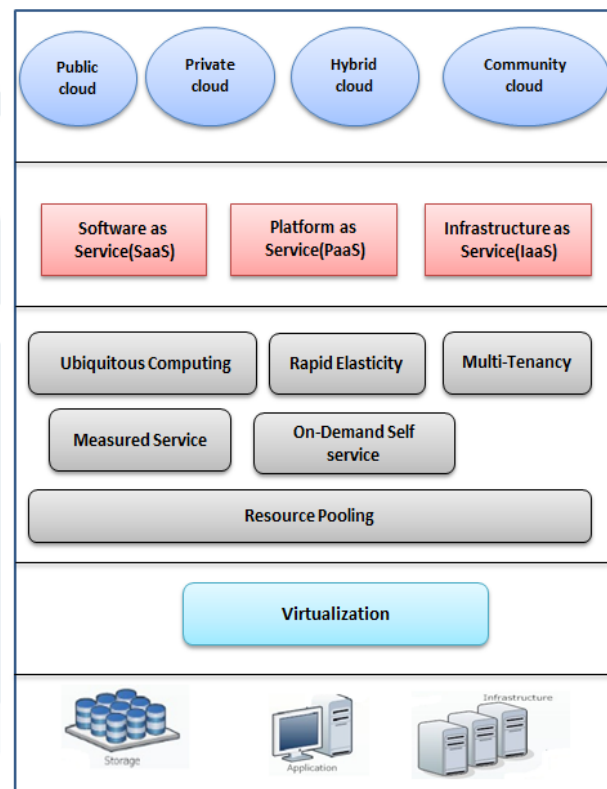 Public
cloud
Private
cloud
Hybrid
cloud
Community
cloud
Software as
Service(SaaS)
Platform as
Service(PaaS)
Infrastructure as
Service(IaaS)
Ubiquitous Computing
Rapid Elasticity
Multi-Tenancy
Measured Service
On-Demand Self
service
Resource Pooling
Virtualization
Storage
Application
Infrastructure